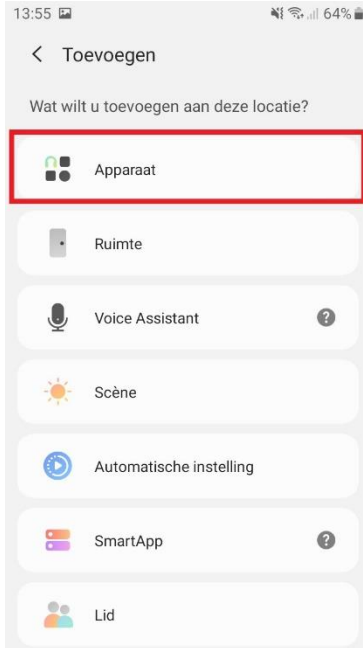 13:55 64%
Toevoegen
Wat wilt u toevoegen aan deze locatie?
Apparaat
Ruimte
Voice Assistant ?
Scène
Automatische instelling
SmartApp ?
Lid